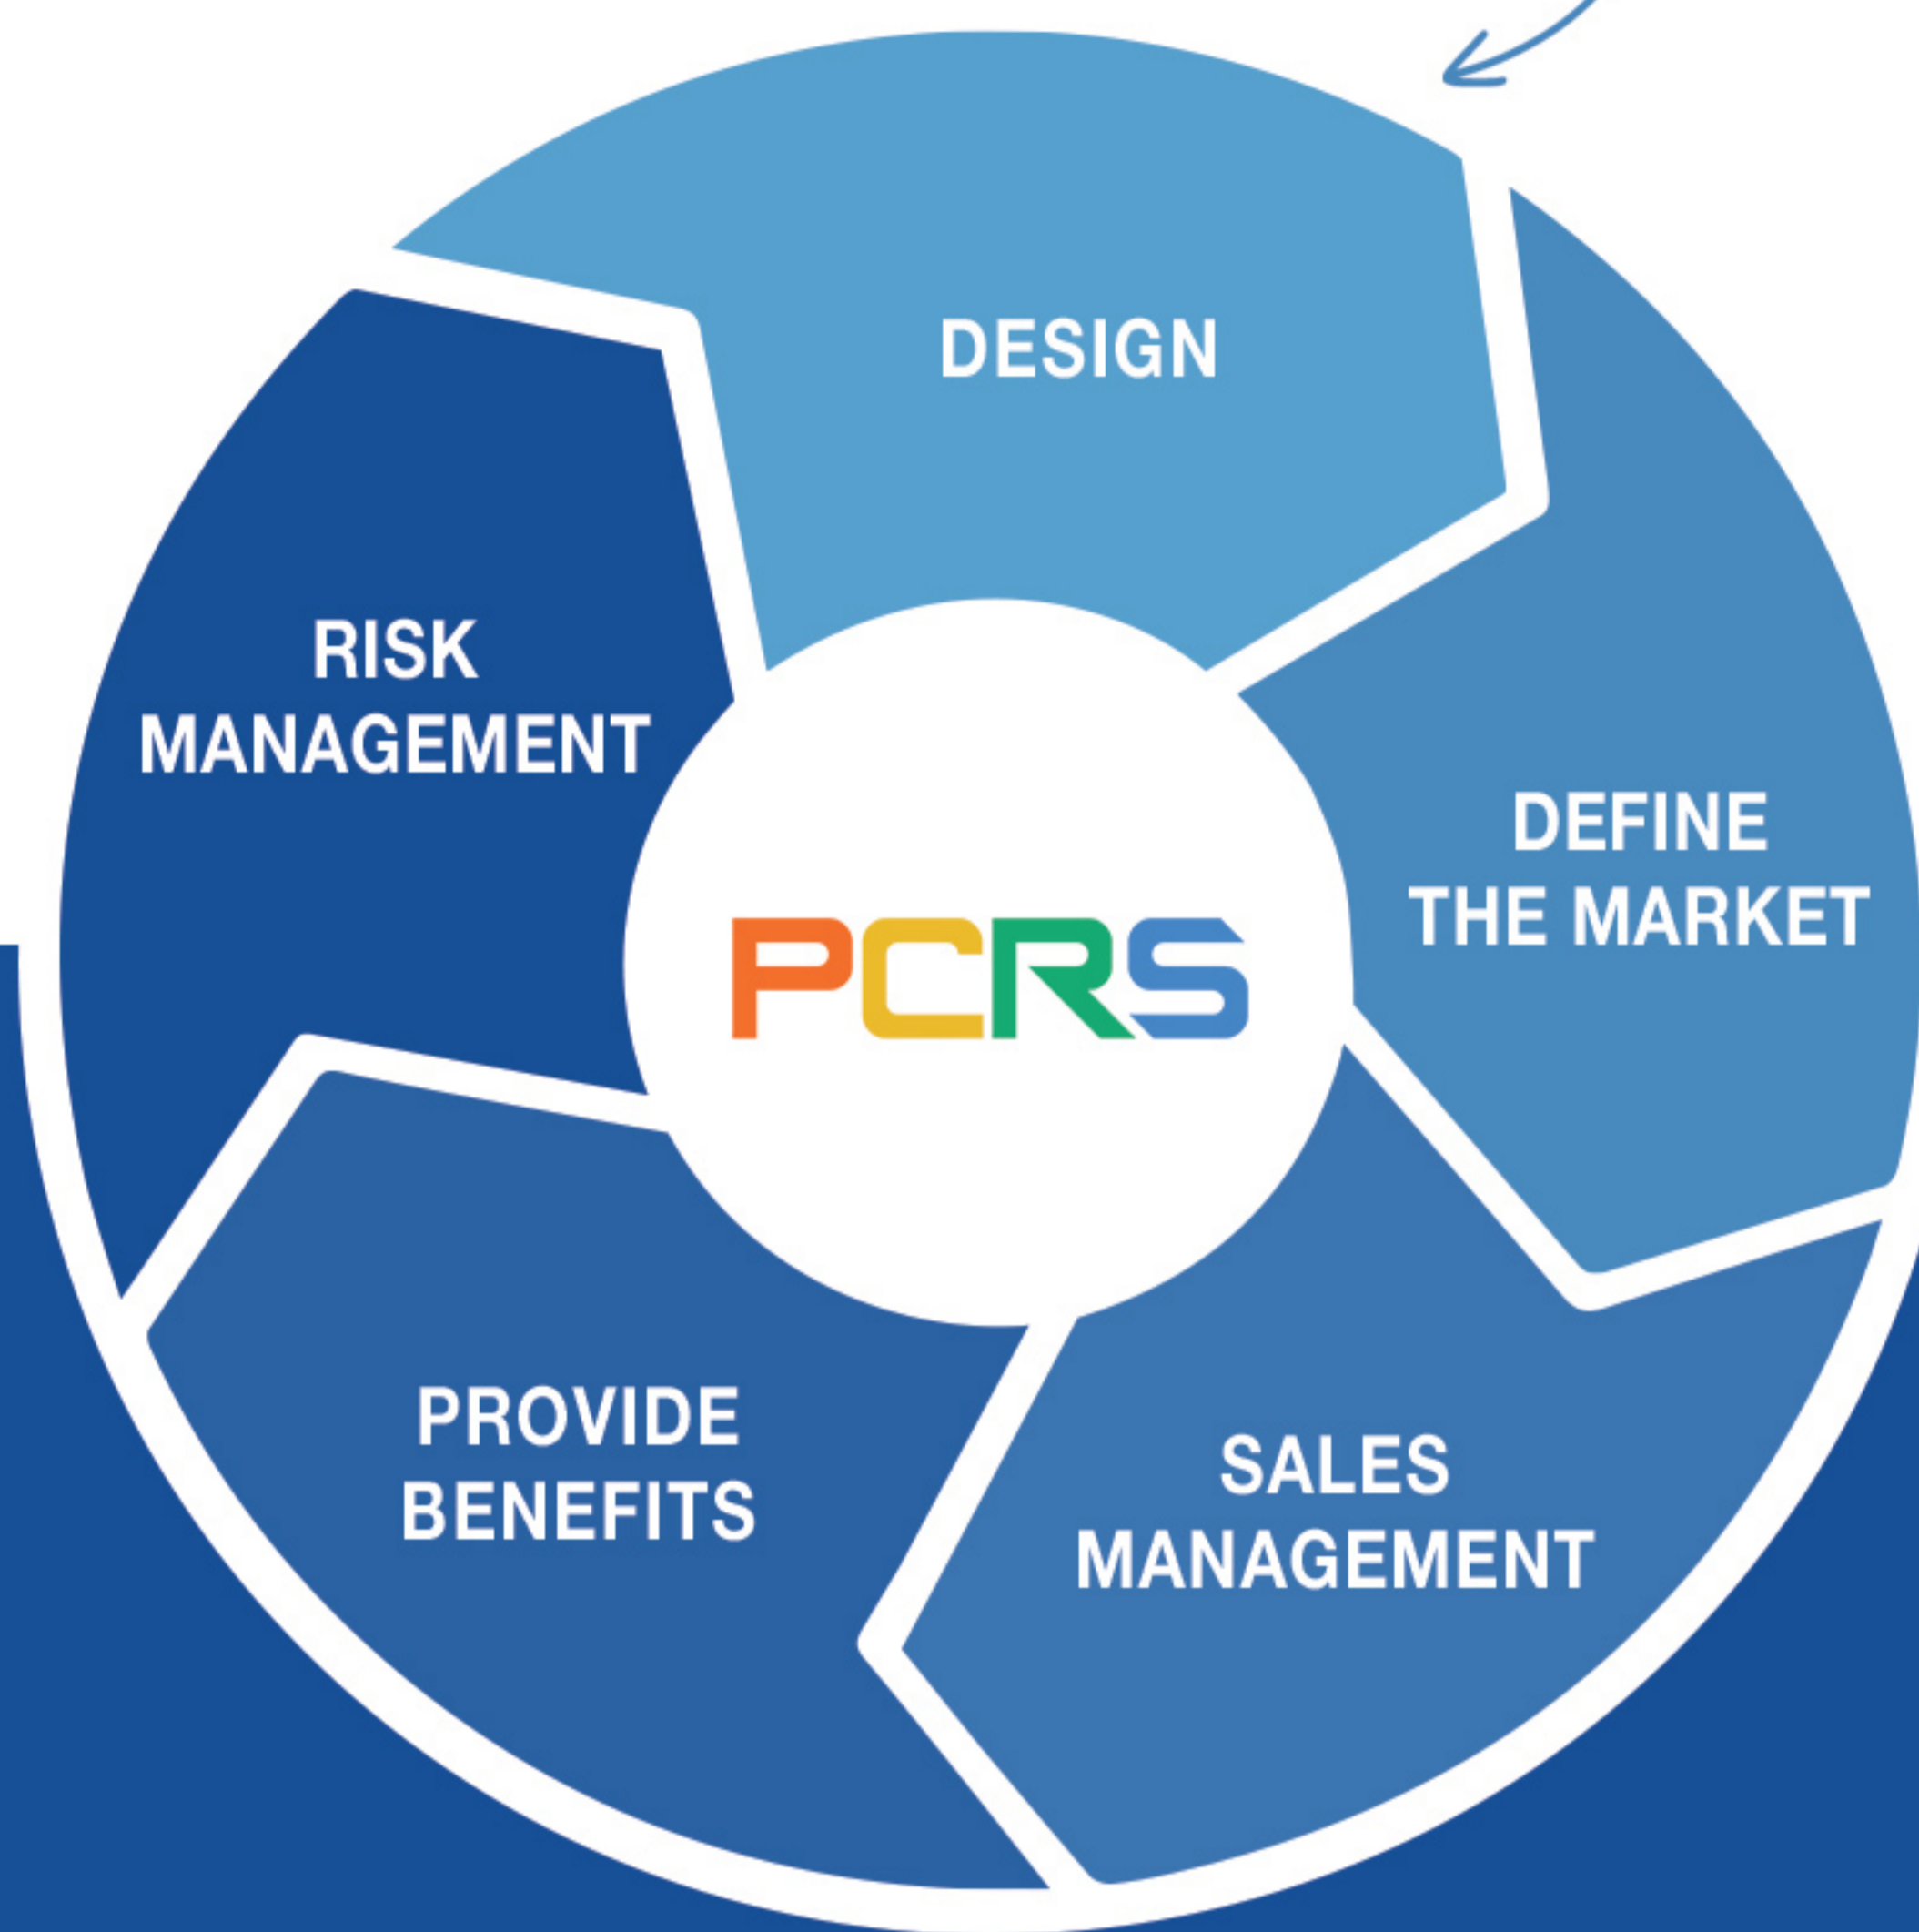 DESIGN
DEFINE
THE MARKET
SALES
MANAGEMENT
PROVIDE
BENEFITS
RISK
MANAGEMENT
PCRS